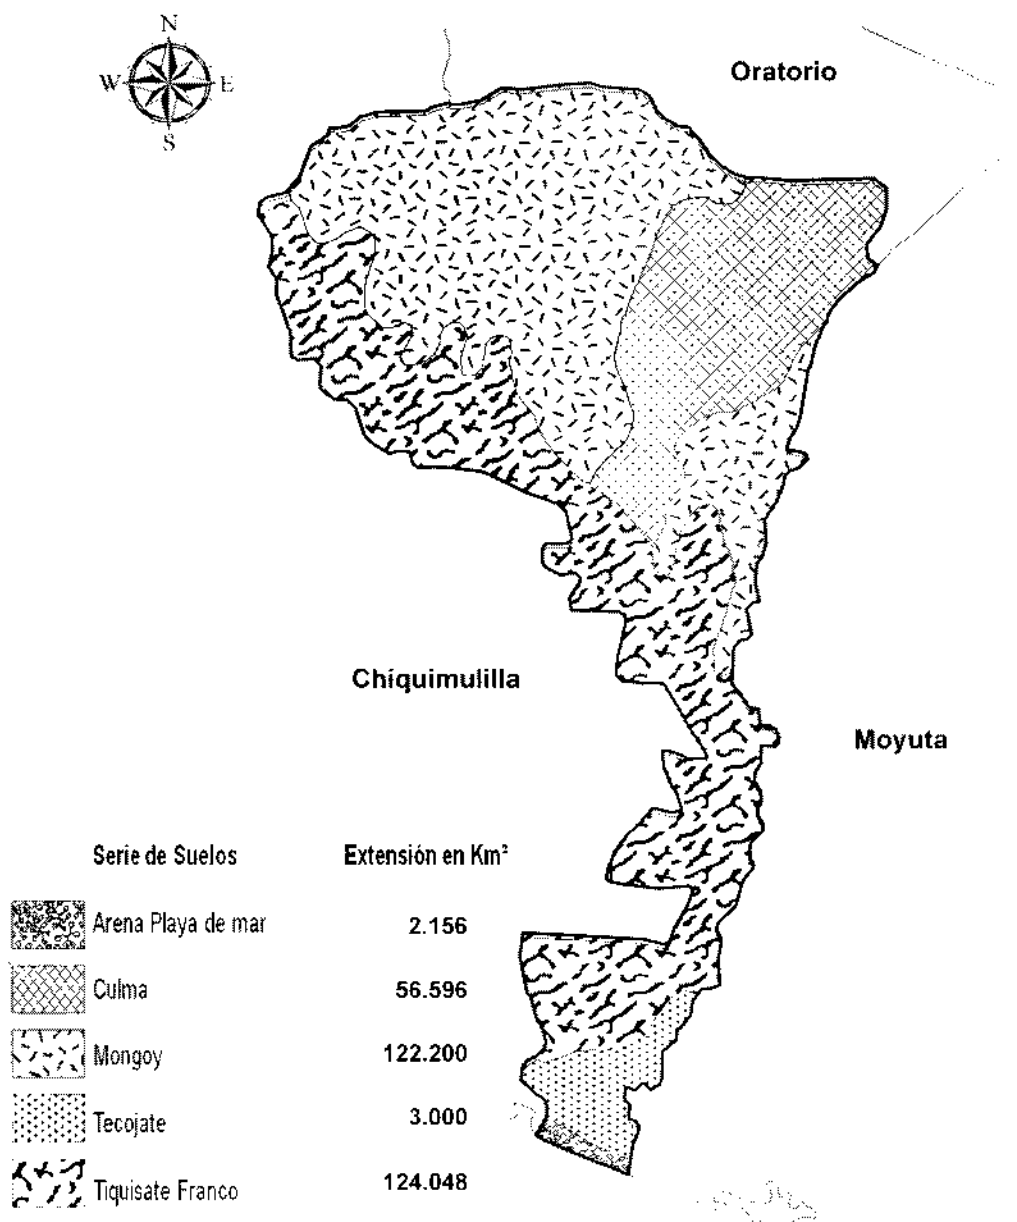 N
Oratorio
W E
S
Chiquimulilla
Moyuta
Serie de Suelos Extensión en Km²
Arena Playa de mar 2.156
Culma 56.596
Mongoy 122.200
Tecojate 3.000
Tiquisate Franco 124.048